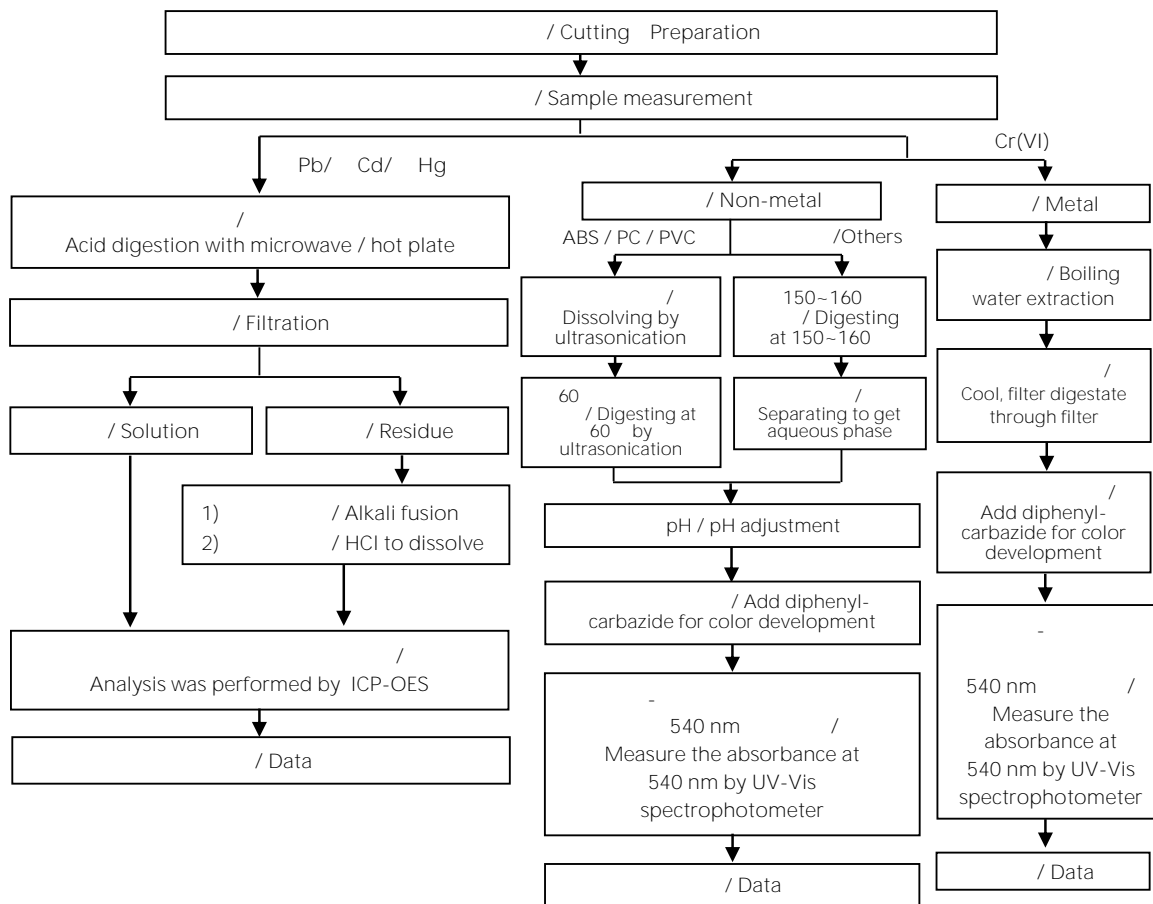 / Cutting Preparation
/ Sample measurement
Pb/ Cd/ Hg
Cr(VI)
/
Acid digestion with microwave / hot plate
/ Filtration
/ Solution
/ Residue
1) / Alkali fusion
2) / HCl to dissolve
/
Analysis was performed by ICP-OES
/ Data
/ Non-metal
ABS / PC / PVC
/Others
/
Dissolving by
ultrasonication
150~160
/ Digesting
at 150~160
60
/ Digesting at
60 by
ultrasonication
/
Separating to get
aqueous phase
pH / pH adjustment
/ Add diphenyl-
carbazide for color development
-
540 nm /
Measure the absorbance at
540 nm by UV-Vis
spectrophotometer
/ Data
/ Metal
/ Boiling
water extraction
/
Cool, filter digestate
through filter
/
Add diphenyl-
carbazide for color
development
-
540 nm /
Measure the
absorbance at
540 nm by UV-Vis
spectrophotometer
/ Data